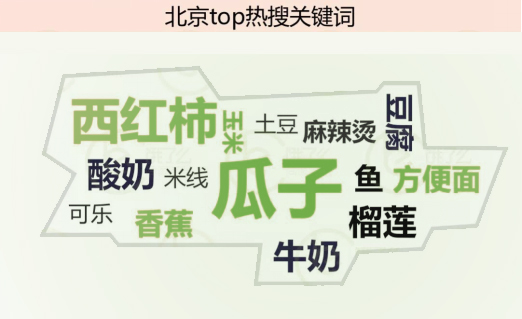 北京top热搜关键词
西红柿
玉米
土豆
麻辣烫
豆腐
酸奶
米线
瓜子
鱼
方便面
可乐
香蕉
榴莲
牛奶